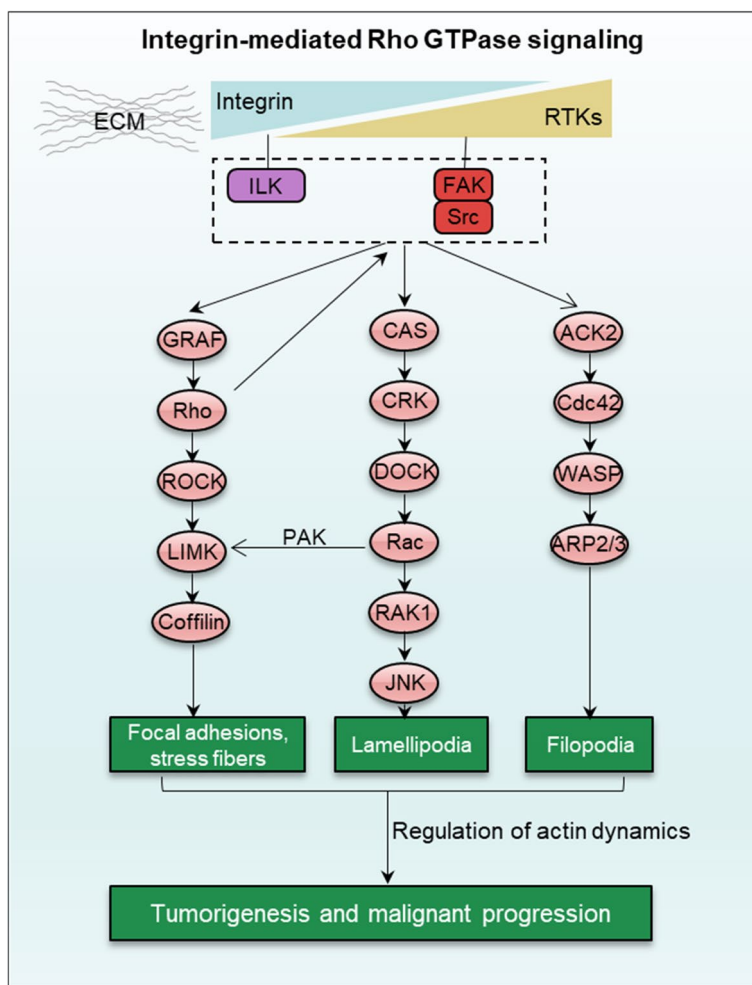 Integrin-mediated Rho GTPase signaling
ECM
Integrin
RTKs
ILK
FAK
Src
GRAF
Rho
ROCK
LIMK
Coffilin
PAK
CAS
CRK
DOCK
Rac
RAK1
JNK
ACK2
Cdc42
WASP
ARP2/3
Focal adhesions,
stress fibers
Lamellipodia
Filopodia
Regulation of actin dynamics
Tumorigenesis and malignant progression